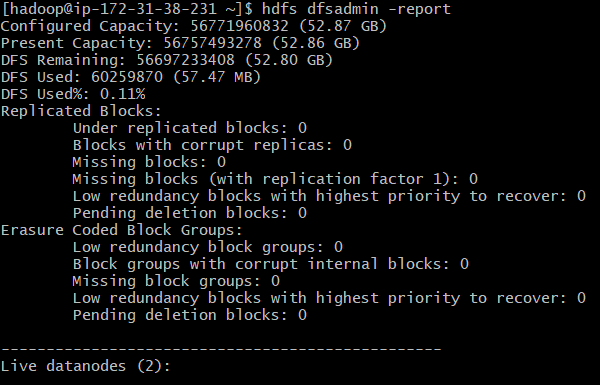 [hadoop@ip-172-31-38-231 ~]$ hdfs dfsadmin -report
Configured Capacity: 56771960832 (52.87 GB)
Present Capacity: 56757493278 (52.86 GB)
DFS Remaining: 56697233408 (52.80 GB)
DFS Used: 60259870 (57.47 MB)
DFS Used%: 0.11%
Replicated Blocks:
        Under replicated blocks: 0
        Blocks with corrupt replicas: 0
        Missing blocks: 0
        Missing blocks (with replication factor 1): 0
        Low redundancy blocks with highest priority to recover: 0
        Pending deletion blocks: 0
Erasure Coded Block Groups:
        Low redundancy block groups: 0
        Block groups with corrupt internal blocks: 0
        Missing block groups: 0
        Low redundancy blocks with highest priority to recover: 0
        Pending deletion blocks: 0

-------------------------------------------------
Live datanodes (2):